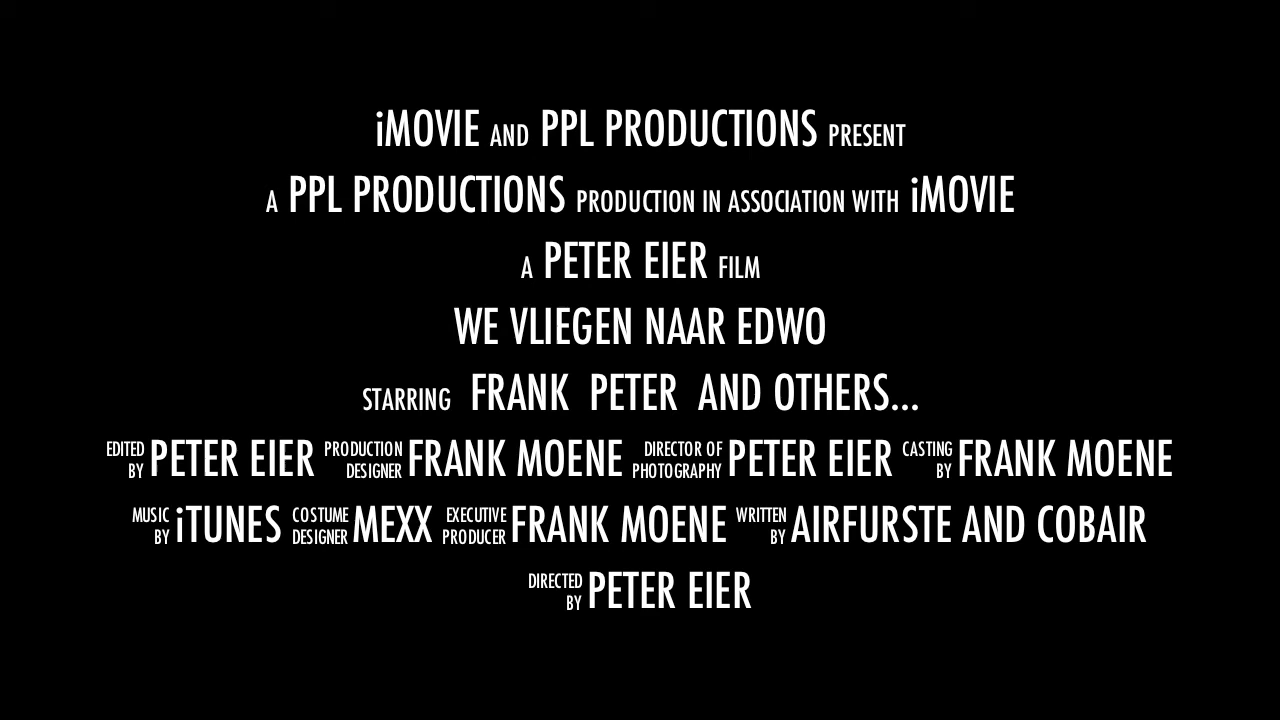 iMOVIE AND PPL PRODUCTIONS PRESENT
A PPL PRODUCTIONS PRODUCTION IN ASSOCIATION WITH iMOVIE
A PETER EIER FILM
WE VLIEGEN NAAR EDWO
STARRING FRANK PETER AND OTHERS...
EDITED BY PETER EIER PRODUCTION DESIGNER FRANK MOENE DIRECTOR OF PHOTOGRAPHY PETER EIER CASTING BY FRANK MOENE
MUSIC BY iTUNES COSTUME DESIGNER MEXX EXECUTIVE PRODUCER FRANK MOENE WRITTEN BY AIRFURSTE AND COBAIR
DIRECTED BY PETER EIER